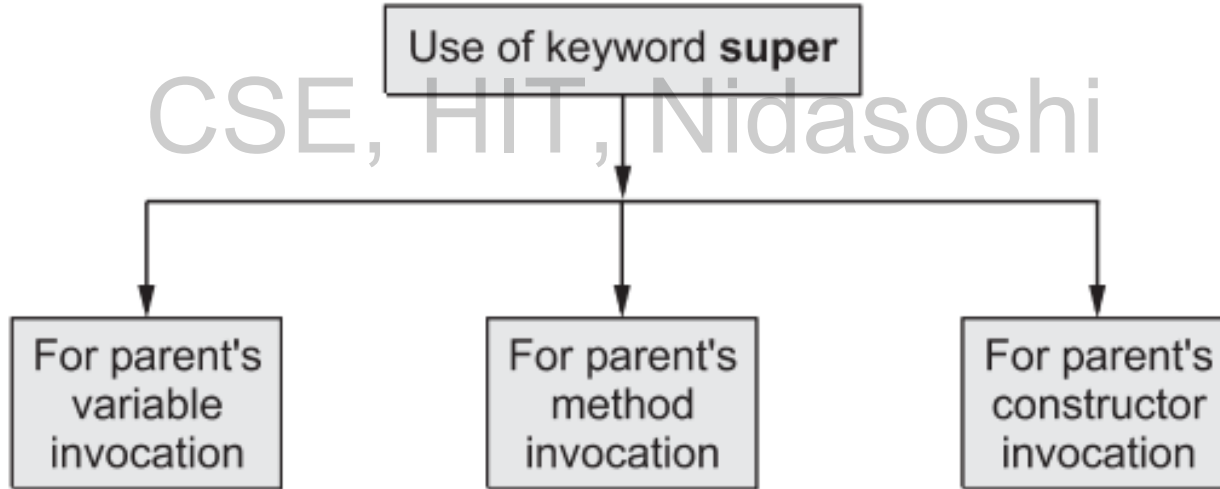 Use of keyword super
CSE, HIT, Nidasoshi
For parent's
variable
invocation
For parent's
method
invocation
For parent's
constructor
invocation